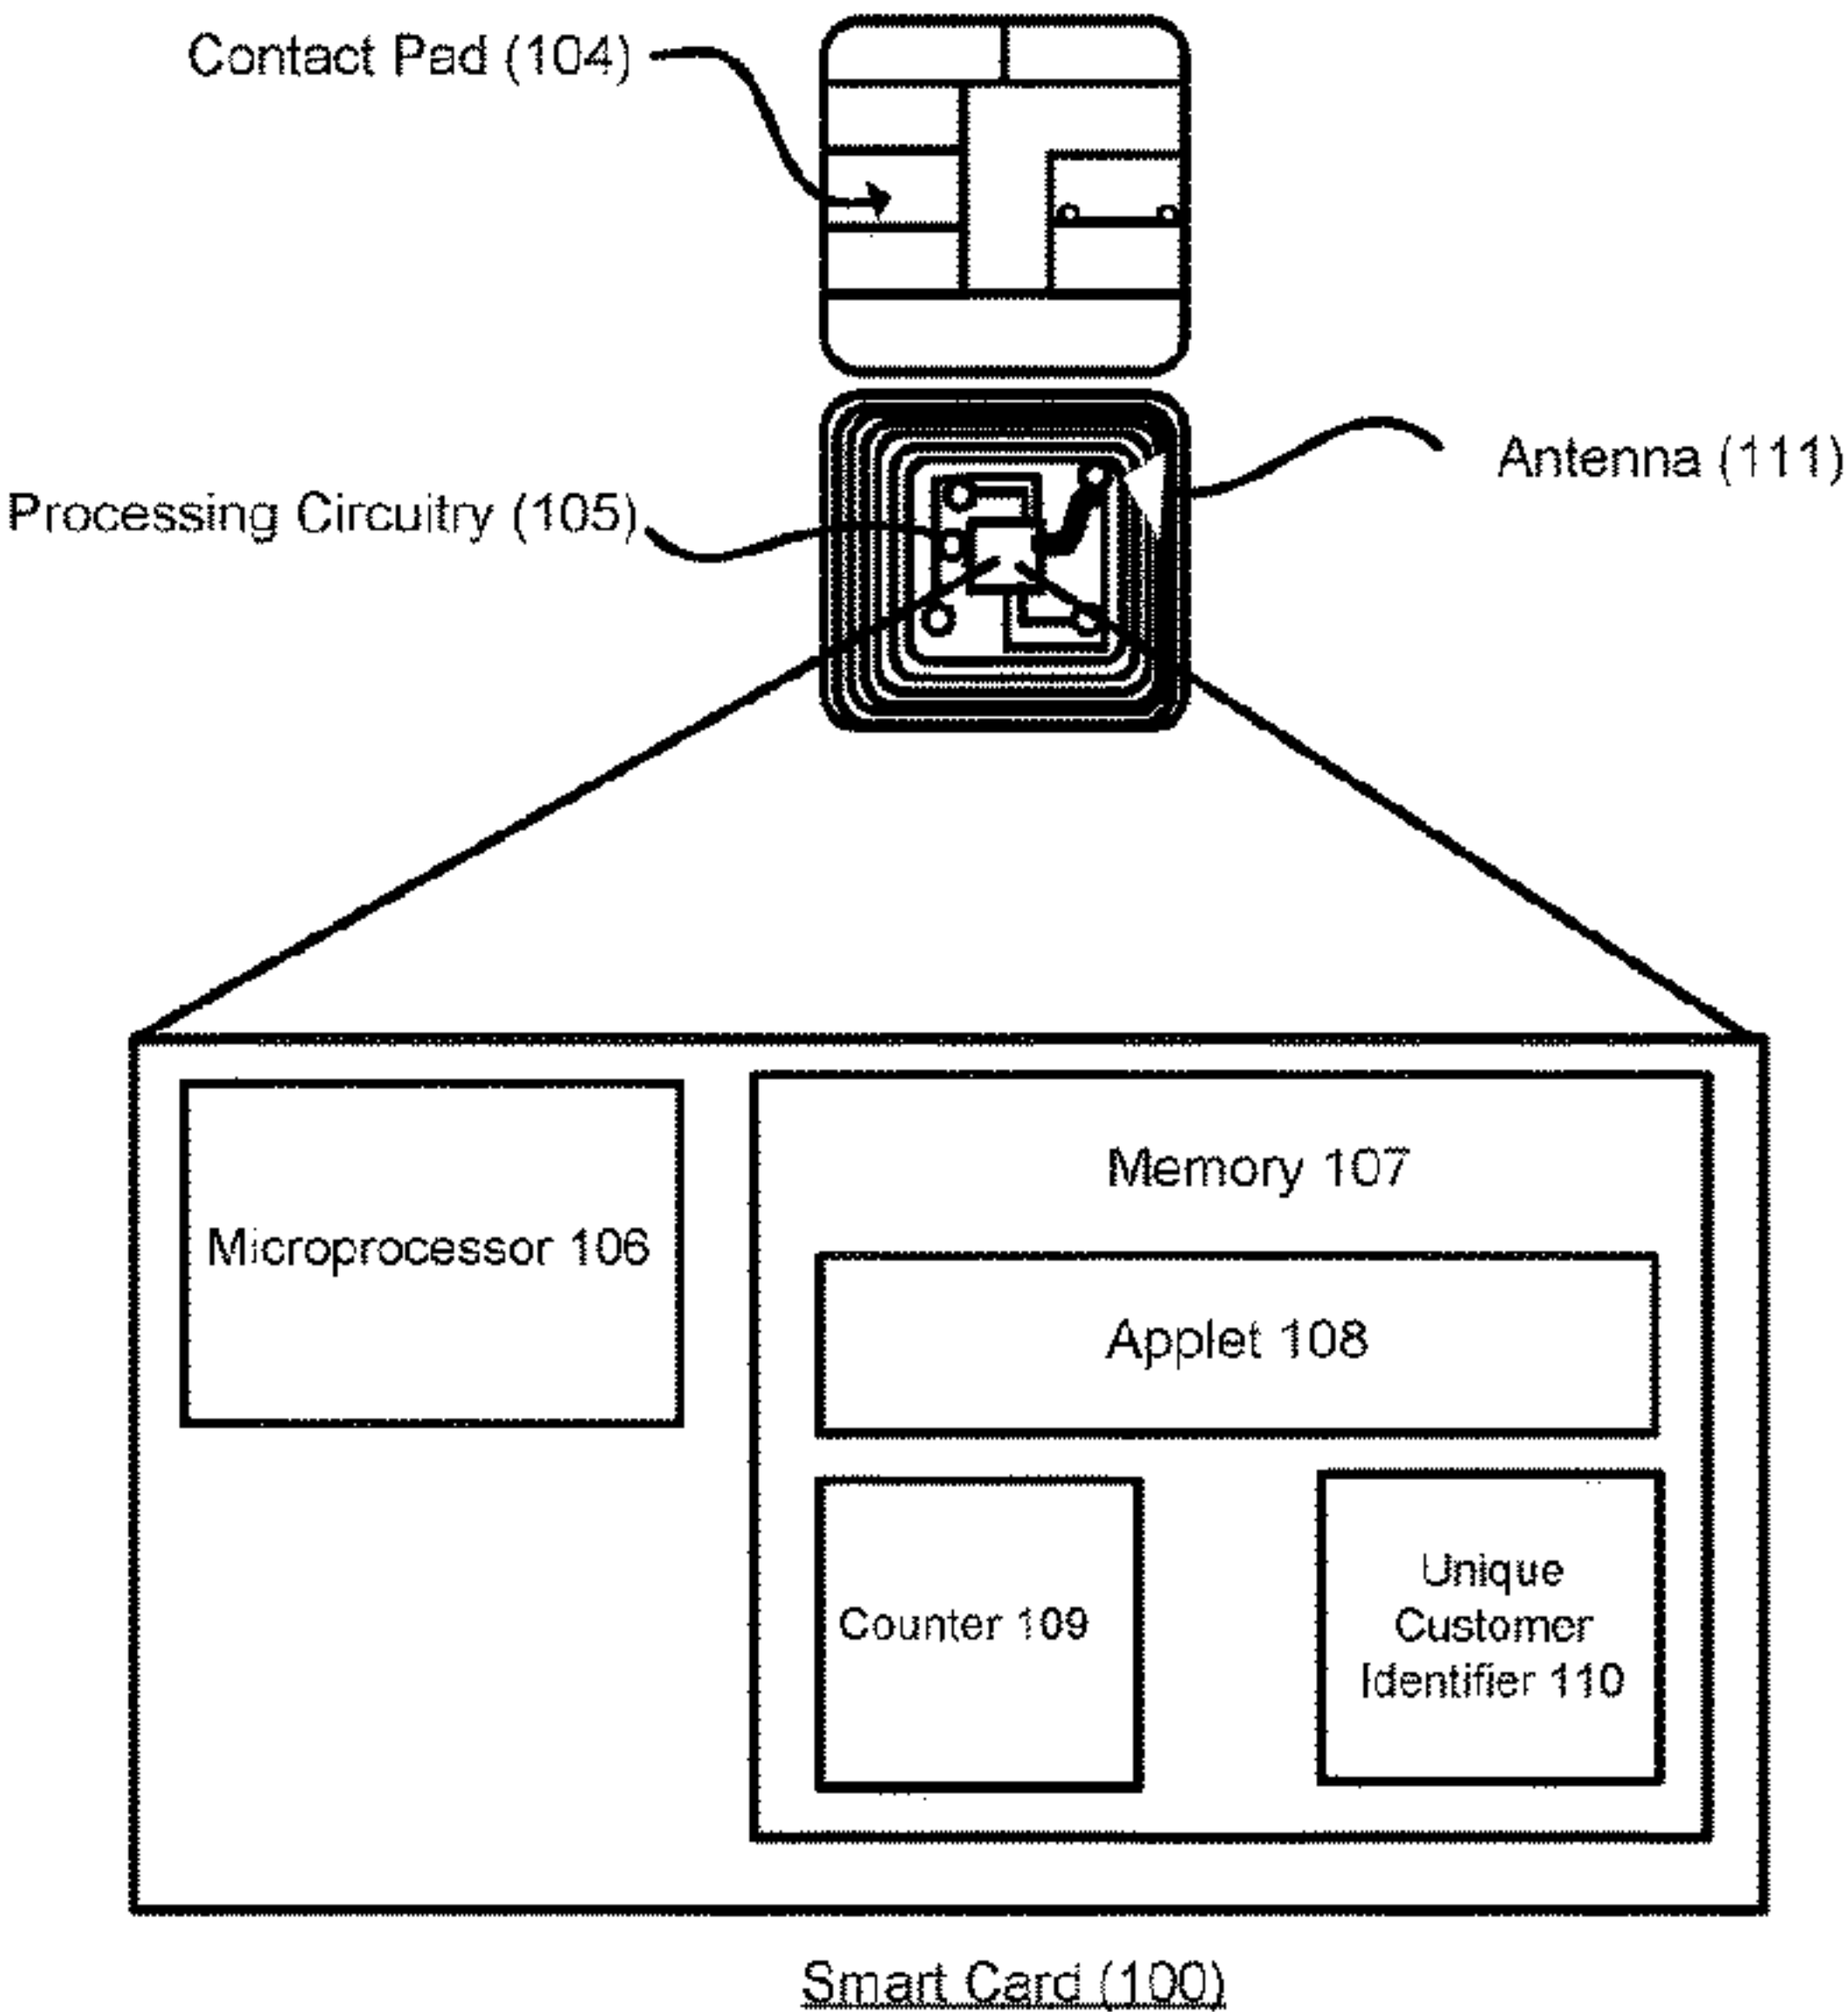 Contact Pad (104)
Antenna (111)
Processing Circuitry (105)
Memory 107
Microprocessor 106
Applet 108
Counter 109
Unique
Customer
Identifier 110
Smart Card (100)